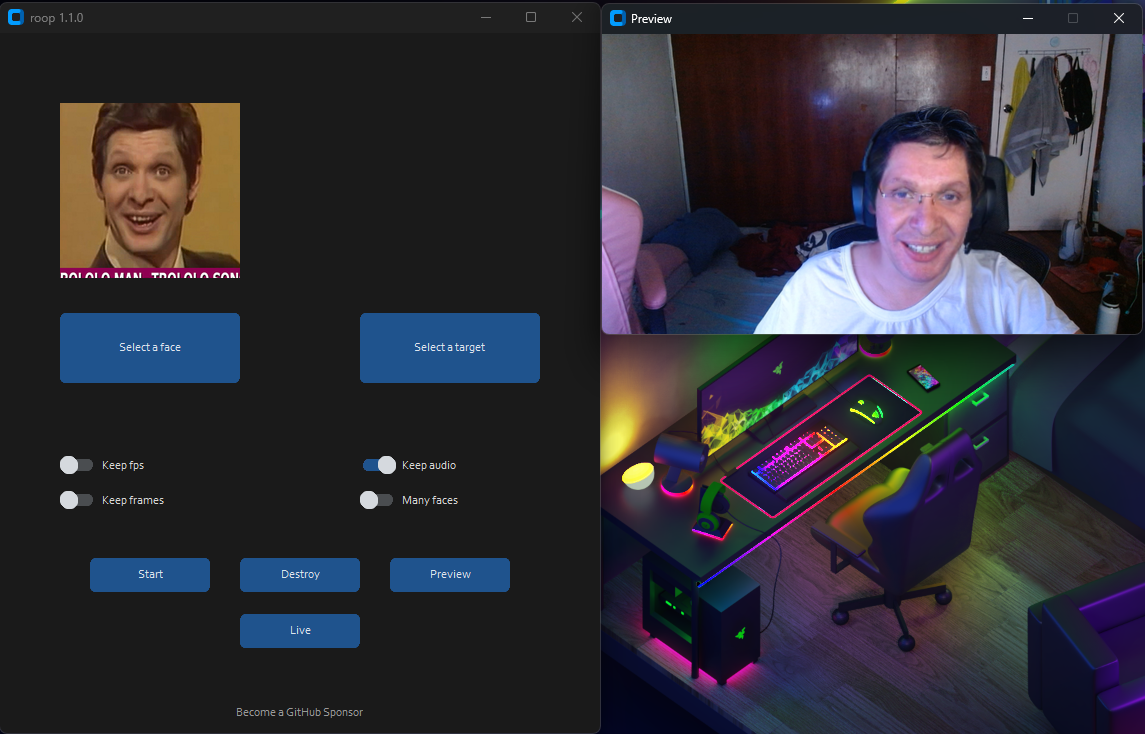 roop 1.1.0
Preview
ROLOLO MAN - TROLOLO SON
Select a face
Select a target
Keep fps
Keep audio
Keep frames
Many faces
Start
Destroy
Preview
Live
Become a GitHub Sponsor